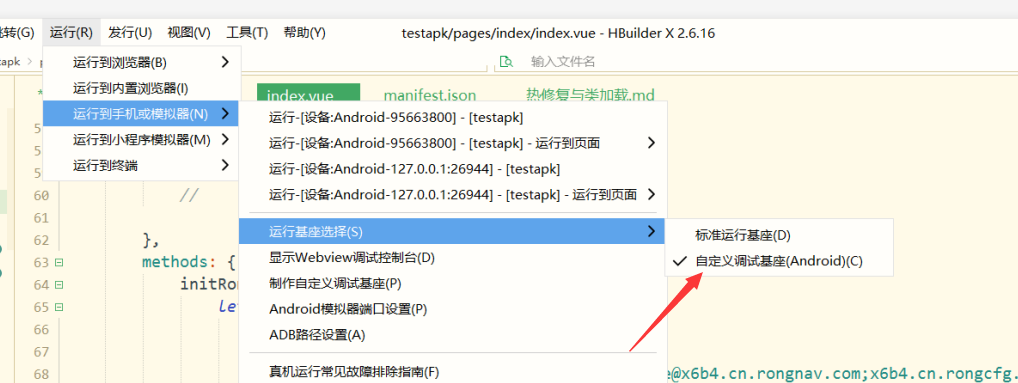 转(G) 运行(R) 发行(U) 视图(V) 工具(T) 帮助(Y) testapk/pages/index/index.vue - HBuilder X 2.6.16
apk 运行到浏览器(B) 输入文件名
运行到内置浏览器(I)
index.vue manifest.json 热修复与类加载.md
运行到手机或模拟器(N)
运行-[设备:Android-95663800] - [testapk]
运行到小程序模拟器(M)
运行-[设备:Android-95663800] - [testapk] - 运行到页面
运行到终端
运行-[设备:Android-127.0.0.1:26944] - [testapk]
60 //
运行-[设备:Android-127.0.0.1:26944] - [testapk] - 运行到页面
61
运行基座选择(S)
标准运行基座(D)
62 },
显示Webview调试控制台(D)
自定义调试基座(Android)(C)
63 methods: {
制作自定义调试基座(P)
64 initRo
65 le
Android模拟器端口设置(P)
66
ADB路径设置(A)
67
68
真机运行常见故障排除指南(F)
e@x6b4.cn.rongnav.com;x6b4.cn.rongcfg.